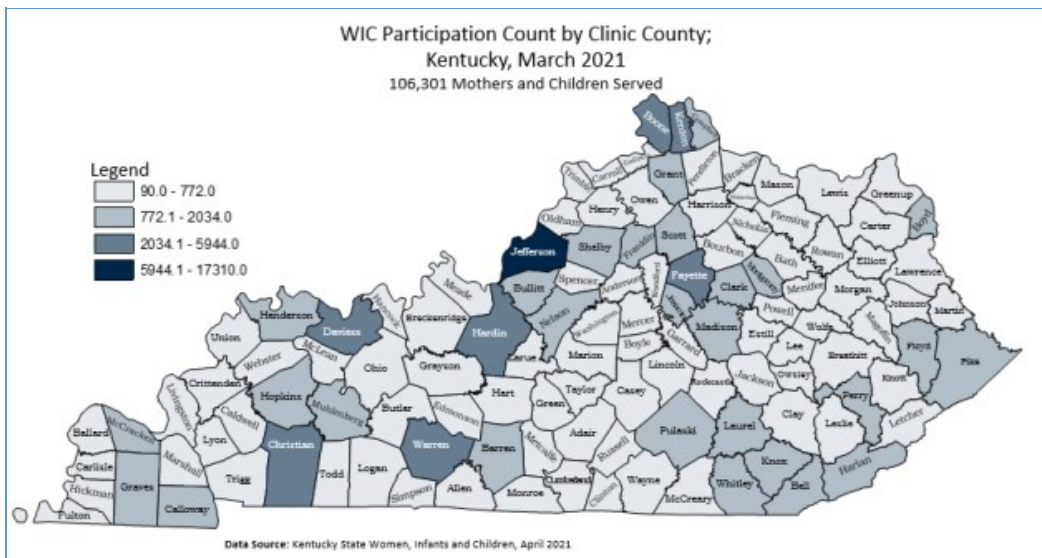 WIC Participation Count by Clinic County;
Kentucky, March 2021
106,301 Mothers and Children Served
Legend
90.0 - 772.0
772.1 - 2034.0
2034.1 - 5944.0
5944.1 - 17310.0
Boone
Kenton
Grant
Pendleton
Bracken
Mason
Lewis
Greenup
Trimble
Carroll
Owen
Harrison
Fleming
Carter
Boyd
Oldham
Henry
Nicholas
Rowan
Elliott
Jefferson
Shelby
Franklin
Scott
Bourbon
Bath
Lawrence
Spencer
Anderson
Woodford
Fayette
Clark
Montgomery
Menifee
Morgan
Johnson
Martin
Bullitt
Meade
Hancock
Breckenridge
Hardin
Nelson
Washington
Mercer
Boyle
Garrard
Madison
Estill
Powell
Wolfe
Magoffin
Floyd
Pike
Henderson
Daviess
Union
Webster
McLean
Ohio
Grayson
Larue
Marion
Lincoln
Rockcastle
Jackson
Lee
Owsley
Breathitt
Knott
Perry
Letcher
Crittenden
Hopkins
Muhlenberg
Butler
Edmonson
Hart
Green
Taylor
Casey
Pulaski
Laurel
Clay
Leslie
Harlan
Livingston
Lyon
Caldwell
Christian
Todd
Logan
Warren
Barren
Metcalfe
Adair
Russell
Knox
Bell
Whitley
Ballard
McCracken
Carlisle
Graves
Marshall
Trigg
Simpson
Allen
Monroe
Cumberland
Clinton
Wayne
McCreary
Hickman
Fulton
Calloway
Data Source: Kentucky State Women, Infants and Children, April 2021